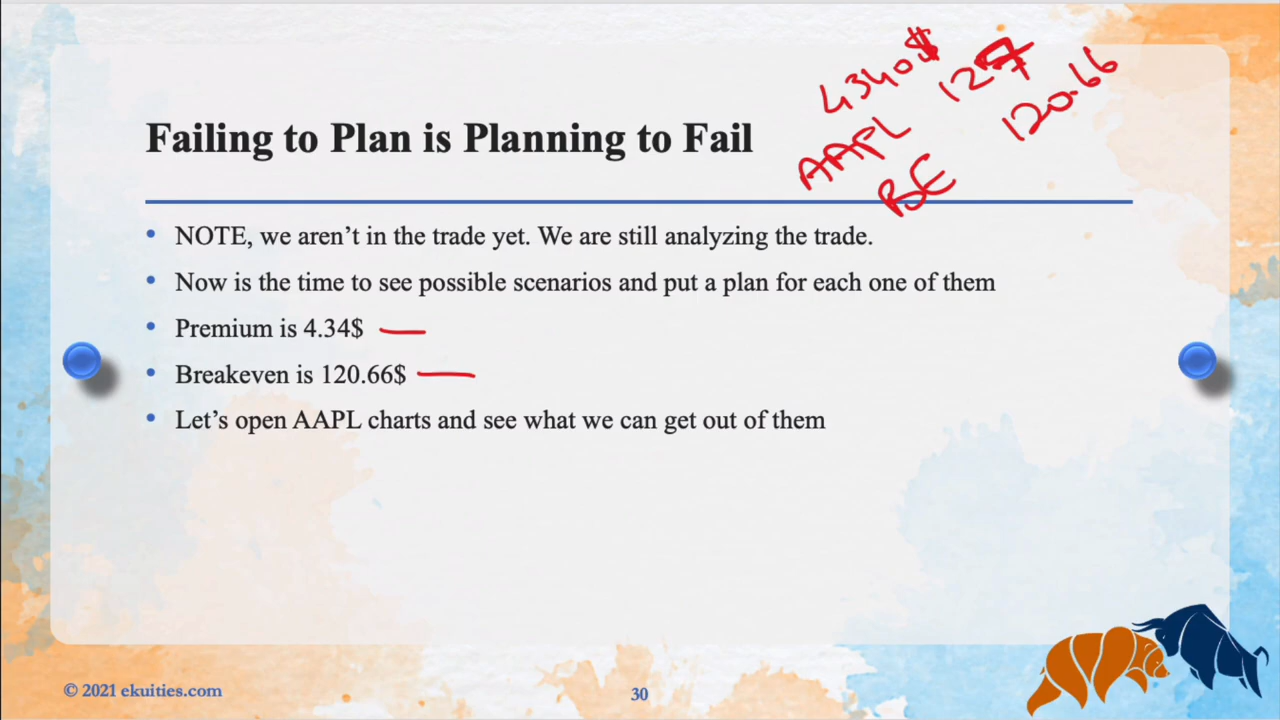 4340$ 127 120.66
AAPL
BE
Failing to Plan is Planning to Fail
• NOTE, we aren’t in the trade yet. We are still analyzing the trade.
• Now is the time to see possible scenarios and put a plan for each one of them
• Premium is 4.34$
• Breakeven is 120.66$
• Let’s open AAPL charts and see what we can get out of them
© 2021 ekuities.com
30